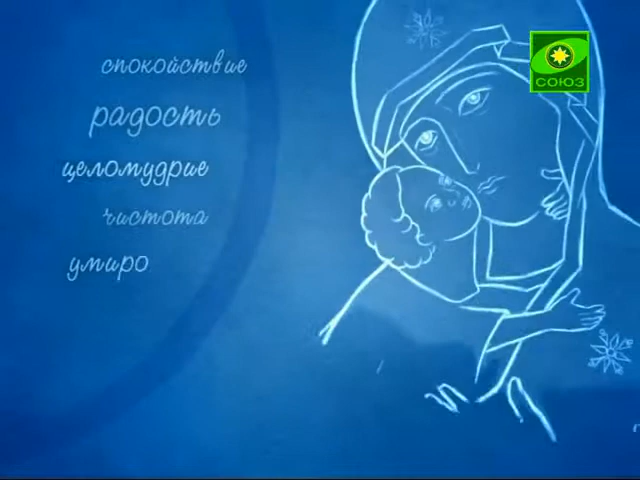 спокойствие
радость
целомудрие
чистота
умиро
СОЮЗ